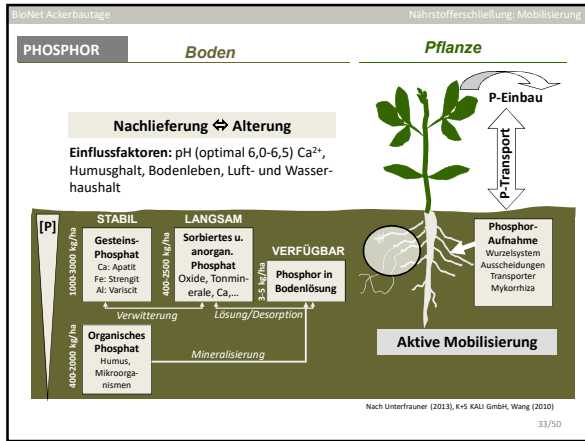 BioNet Ackerbautage
Nährstofferschließung: Mobilisierung
PHOSPHOR
Boden
Pflanze
P-Einbau
P-Transport
Nachlieferung ⇔ Alterung
Einflussfaktoren: pH (optimal 6,0-6,5) Ca²⁺,
Humusghalt, Bodenleben, Luft- und Wasser-
haushalt
[P]
STABIL
1000-3000 kg/ha
Gesteins-
Phosphat
Ca: Apatit
Fe: Strengit
Al: Variscit
LANGSAM
400-2500 kg/ha
Sorbiertes u.
anorgan.
Phosphat
Oxide, Tonmin-
erale, Ca,...
VERFÜGBAR
3-5 kg/ha
Phosphor in
Bodenlösung
Verwitterung
Lösung/Desorption
400-2000 kg/ha
Organisches
Phosphat
Humus,
Mikroorga-
nismen
Mineralisierung
Phosphor-
Aufnahme
Wurzelsystem
Ausscheidungen
Transporter
Mykorrhiza
Aktive Mobilisierung
Nach Unterfrauner (2013), K+S KALI GmbH, Wang (2010)
33/50